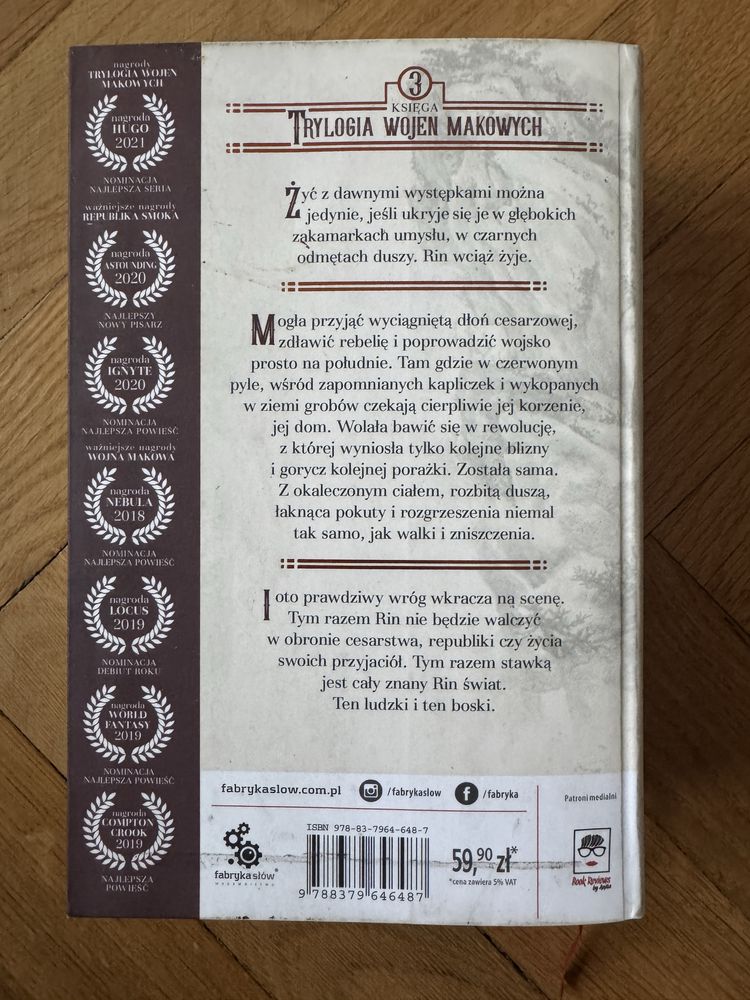 nagrody
TRYLOGIA WOJEN
MAKOWYCH
nagroda
HUGO
2021
NOMINACJA
NAJLEPSZA SERIA
ważniejsze nagrody
REPUBLIKA SMOKA
nagroda
ASTOUNDING
2020
NAJLEPSZY
NOWY PISARZ
nagroda
IGNYTE
2020
NOMINACJA
NAJLEPSZA POWIEŚĆ
ważniejsze nagrody
WOJNA MAKOWA
nagroda
NEBULA
2018
NOMINACJA
NAJLEPSZA POWIEŚĆ
nagroda
LOCUS
2019
NOMINACJA
DEBIUT ROKU
nagroda
WORLD
FANTASY
2019
NOMINACJA
NAJLEPSZA POWIEŚĆ
nagroda
COMPTON
CROOK
2019
NAJLEPSZA
POWIEŚĆ
3
KSIĘGA
TRYLOGIA WOJEN MAKOWYCH
Żyć z dawnymi występkami można
jedynie, jeśli ukryje się je w głębokich
zakamarkach umysłu, w czarnych
odmętach duszy. Rin wciąż żyje.
Mogła przyjąć wyciągniętą dłoń cesarzowej,
zdławić rebelię i poprowadzić wojsko
prosto na południe. Tam gdzie w czerwonym
pyle, wśród zapomnianych kapliczek i wykopanych
w ziemi grobów czekają cierpliwie jej korzenie,
jej dom. Wolała bawić się w rewolucję,
z której wyniosła tylko kolejne blizny
i gorycz kolejnej porażki. Została sama.
Z okaleczonym ciałem, rozbitą duszą,
łaknąca pokuty i rozgrzeszenia niemal
tak samo, jak walki i zniszczenia.
I oto prawdziwy wróg wkracza na scenę.
Tym razem Rin nie będzie walczyć
w obronie cesarstwa, republiki czy życia
swoich przyjaciół. Tym razem stawką
jest cały znany Rin świat.
Ten ludzki i ten boski.
fabrykaslow.com.pl /fabrykaslow /fabryka
Patroni medialni
fabryka słów®
WYDAWNICTWO
ISBN 978-83-7964-648-7
9 788379 646487
59,90 zł*
*cena zawiera 5% VAT
Book Reviews
by Anita